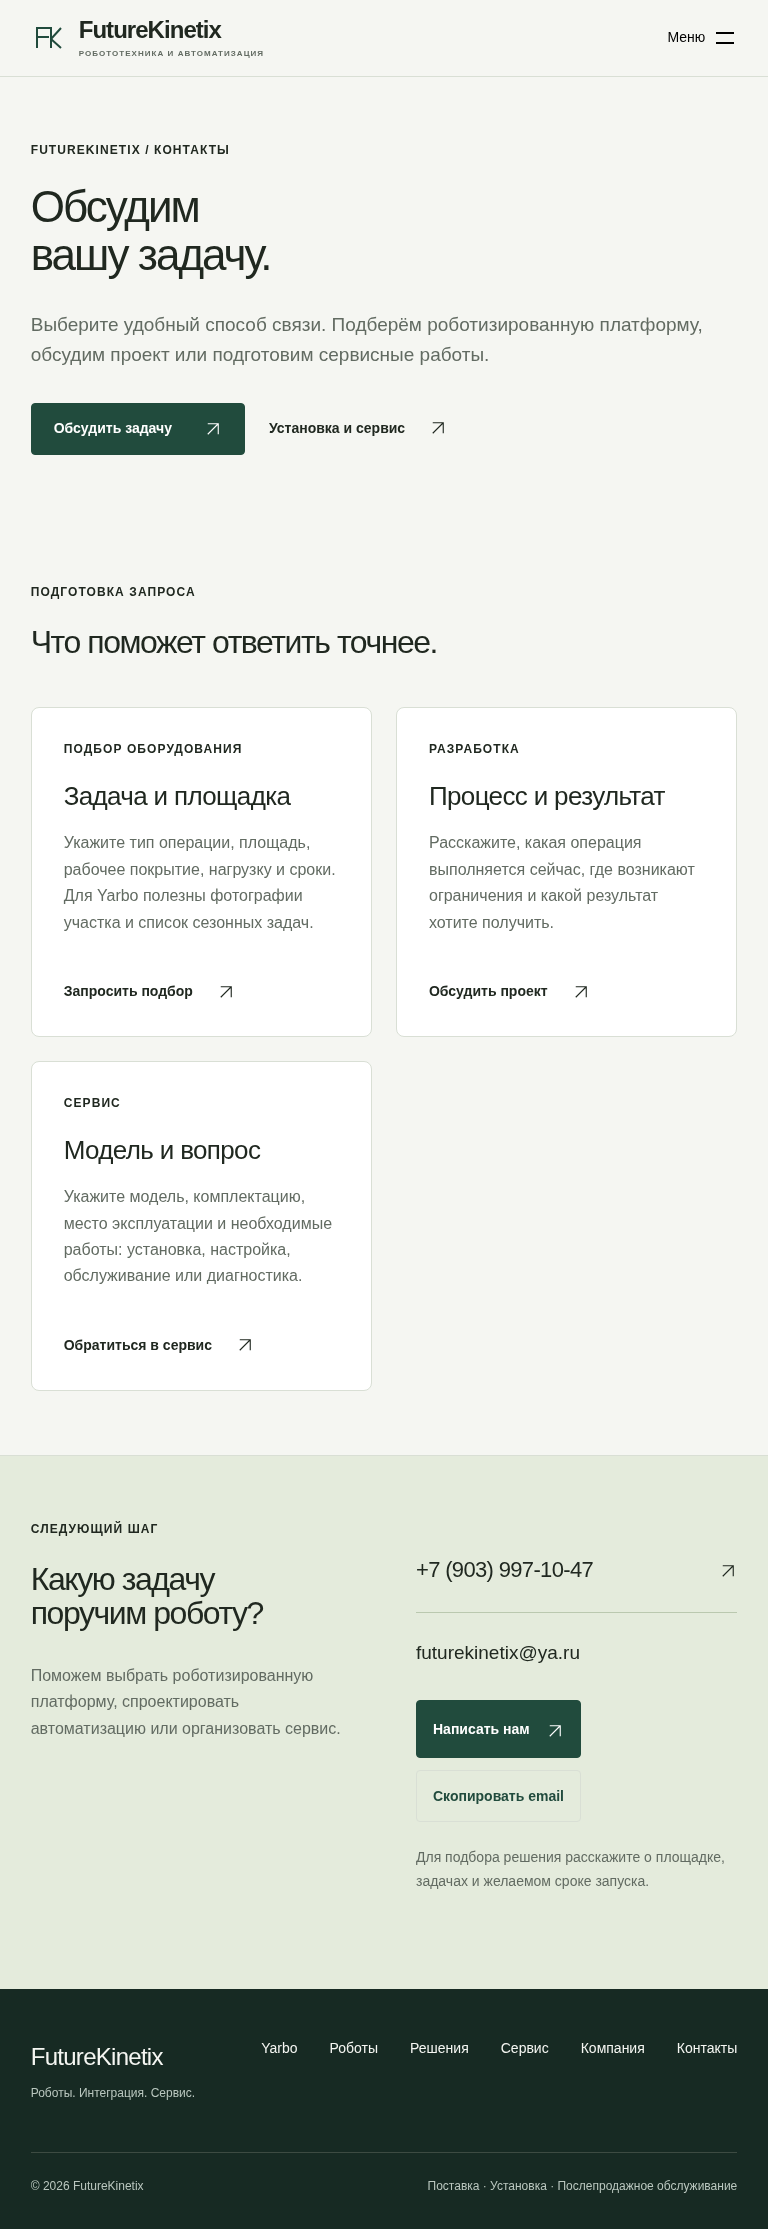 FutureKinetix
РОБОТОТЕХНИКА И АВТОМАТИЗАЦИЯ
Меню
FUTUREKINETIX / КОНТАКТЫ
Обсудим
вашу задачу.
Выберите удобный способ связи. Подберём роботизированную платформу,
обсудим проект или подготовим сервисные работы.
Обсудить задачу
Установка и сервис
ПОДГОТОВКА ЗАПРОСА
Что поможет ответить точнее.
ПОДБОР ОБОРУДОВАНИЯ
Задача и площадка
Укажите тип операции, площадь,
рабочее покрытие, нагрузку и сроки.
Для Yarbo полезны фотографии
участка и список сезонных задач.
Запросить подбор
РАЗРАБОТКА
Процесс и результат
Расскажите, какая операция
выполняется сейчас, где возникают
ограничения и какой результат
хотите получить.
Обсудить проект
СЕРВИС
Модель и вопрос
Укажите модель, комплектацию,
место эксплуатации и необходимые
работы: установка, настройка,
обслуживание или диагностика.
Обратиться в сервис
СЛЕДУЮЩИЙ ШАГ
Какую задачу
поручим роботу?
Поможем выбрать роботизированную
платформу, спроектировать
автоматизацию или организовать сервис.
+7 (903) 997-10-47
futurekinetix@ya.ru
Написать нам
Скопировать email
Для подбора решения расскажите о площадке,
задачах и желаемом сроке запуска.
FutureKinetix
Роботы. Интеграция. Сервис.
Yarbo
Роботы
Решения
Сервис
Компания
Контакты
© 2026 FutureKinetix
Поставка · Установка · Послепродажное обслуживание